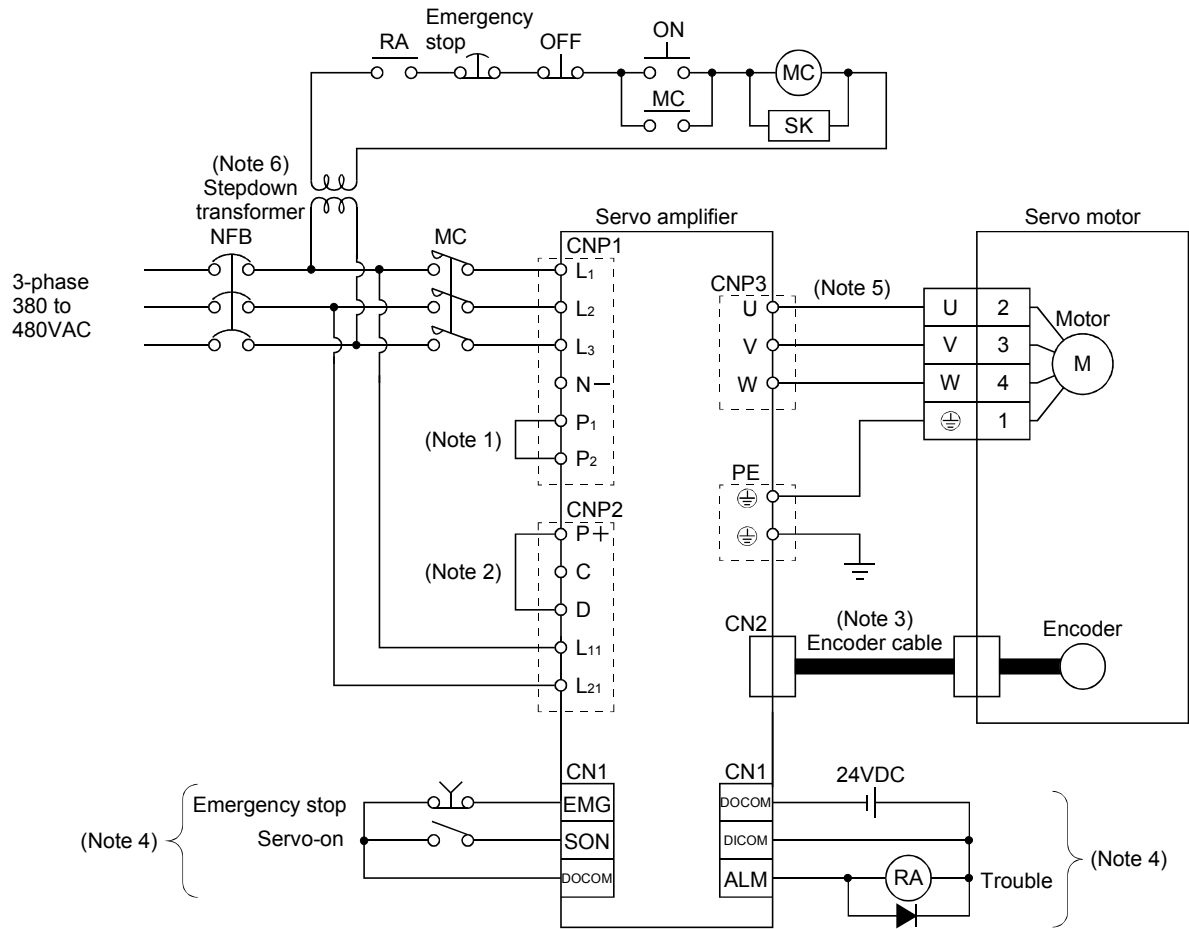 Emergency
stop
RA
OFF
ON
MC
MC
SK
(Note 6)
Stepdown
transformer
NFB
MC
Servo amplifier
Servo motor
3-phase
380 to
480VAC
CNP1
L1
L2
L3
N−
P1
P2
(Note 1)
CNP3
U
V
W
(Note 5)
U 2
V 3
W 4
1
Motor
M
PE
CNP2
P+
C
D
L11
L21
(Note 2)
CN2
(Note 3)
Encoder cable
Encoder
CN1
EMG
SON
DOCOM
Emergency stop
Servo-on
(Note 4)
CN1
DOCOM
DICOM
ALM
24VDC
RA
Trouble
(Note 4)